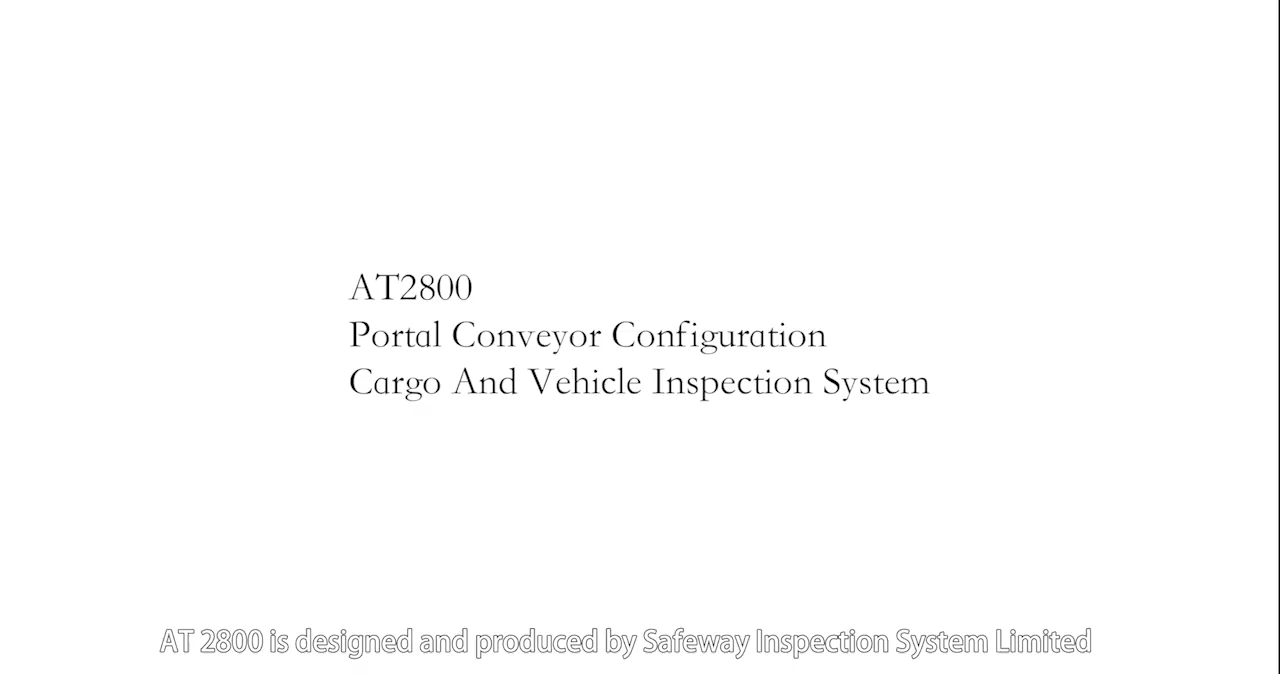 AT2800
Portal Conveyor Configuration
Cargo And Vehicle Inspection System
AT 2800 is designed and produced by Safeway Inspection System Limited